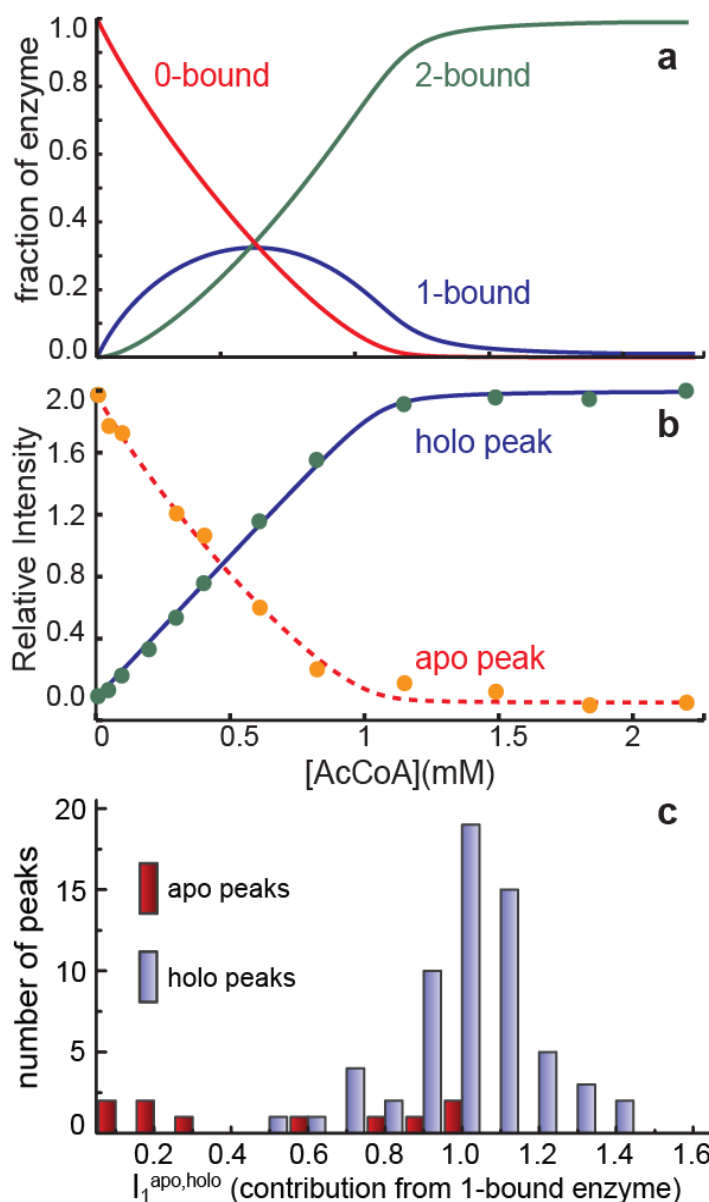 1.0
0.8
0.6
0.4
0.2
0.0
fraction of enzyme
0-bound
2-bound
1-bound
a
2.0
1.6
1.2
0.8
0.4
0.0
Relative Intensity
b
holo peak
apo peak
0 0.5 1 1.5 2
[AcCoA](mM)
20
15
10
5
0
number of peaks
c
apo peaks
holo peaks
0.2 0.4 0.6 0.8 1.0 1.2 1.4 1.6
I₁ᵃᵖᵒ,ʰᵒˡᵒ (contribution from 1-bound enzyme)